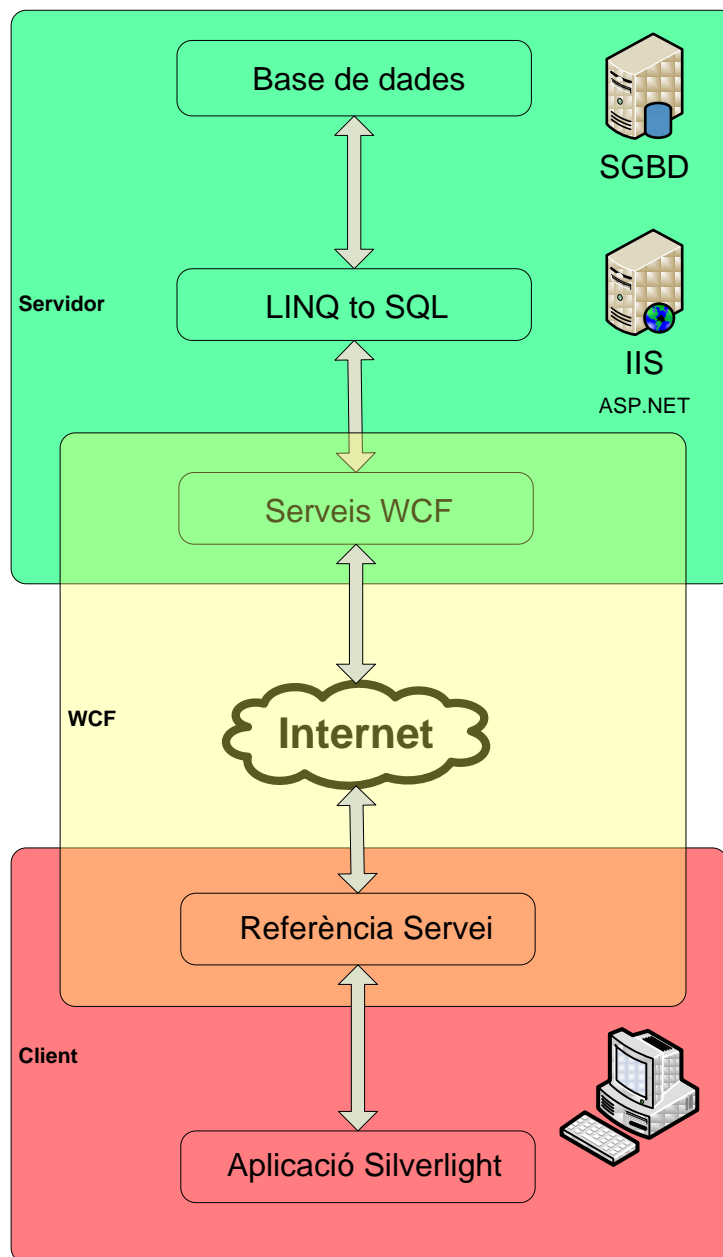 Base de dades
SGBD
Servidor
LINQ to SQL
IIS
ASP.NET
Serveis WCF
WCF
Internet
Referència Servei
Client
Aplicació Silverlight